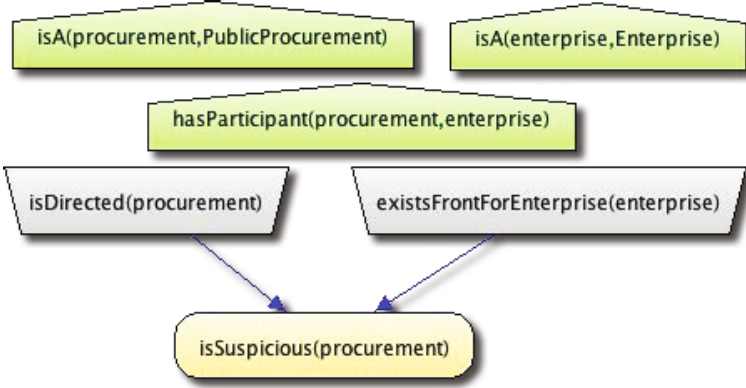 isA(procurement,PublicProcurement)
isA(enterprise,Enterprise)
hasParticipant(procurement,enterprise)
isDirected(procurement)
existsFrontForEnterprise(enterprise)
isSuspicious(procurement)